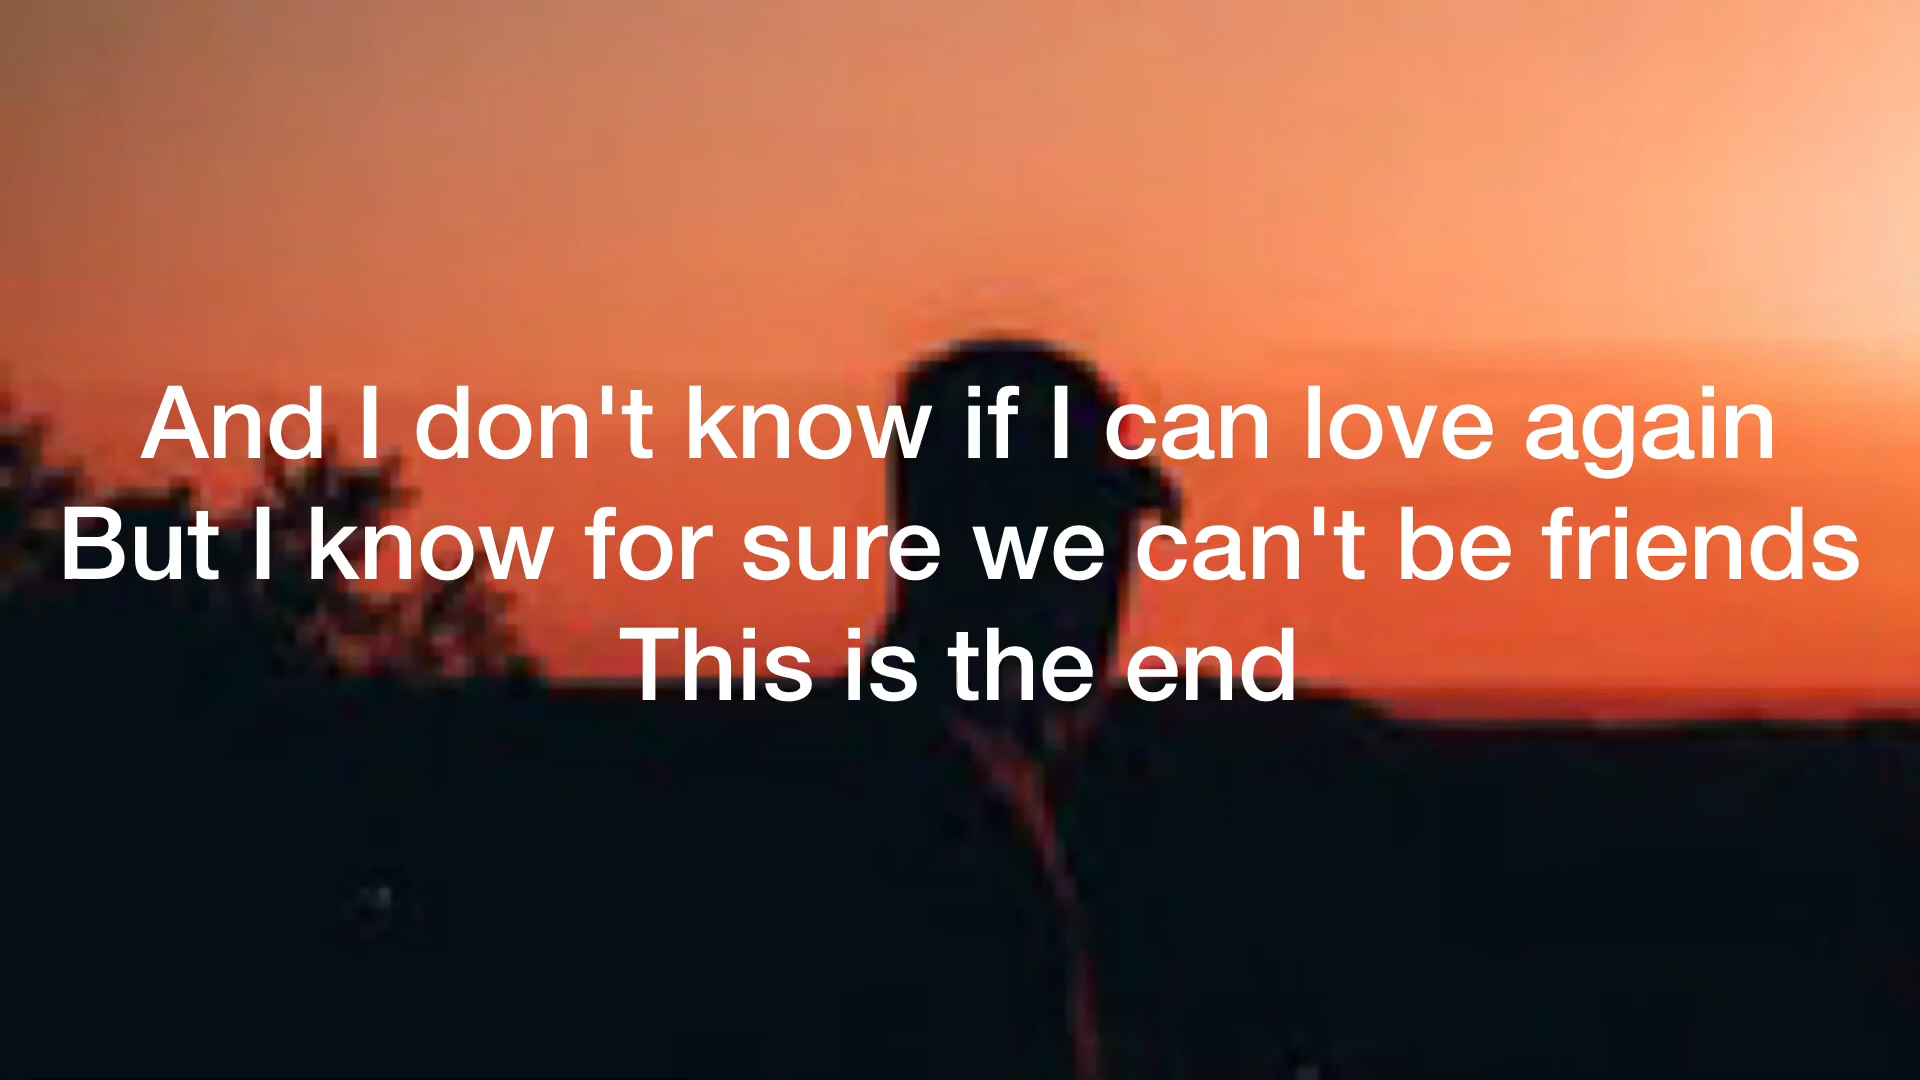 And I don't know if I can love again
But I know for sure we can't be friends
This is the end